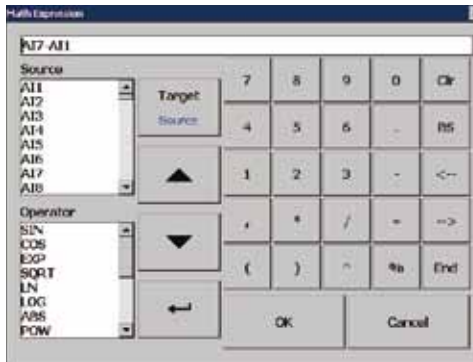 Math Expression
AI7-AI1
Source
AI1
AI2
AI3
AI4
AI5
AI6
AI7
AI8
Target
Source
7 8 9 0 Clr
4 5 6 . BS
1 2 3 - <--
, * / = -->
( ) ^ % End
Operator
SIN
COS
EXP
SQRT
LN
LOG
ABS
POW
OK Cancel